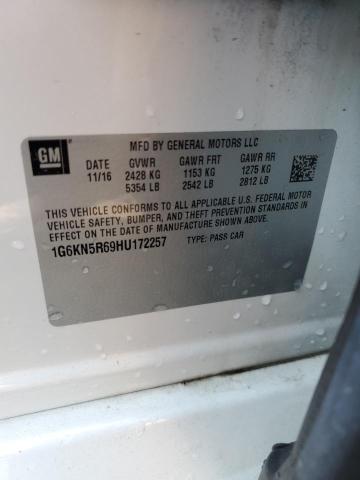 GM
MFD BY GENERAL MOTORS LLC
DATE GVWR GAWR FRT GAWR RR
11/16 2428 KG 1153 KG 1275 KG
5354 LB 2542 LB 2812 LB
THIS VEHICLE CONFORMS TO ALL APPLICABLE U.S. FEDERAL MOTOR
VEHICLE SAFETY, BUMPER, AND THEFT PREVENTION STANDARDS
IN EFFECT ON THE DATE OF MANUFACTURE SHOWN ABOVE.
1G6KN5R69HU172257 TYPE: PASS CAR